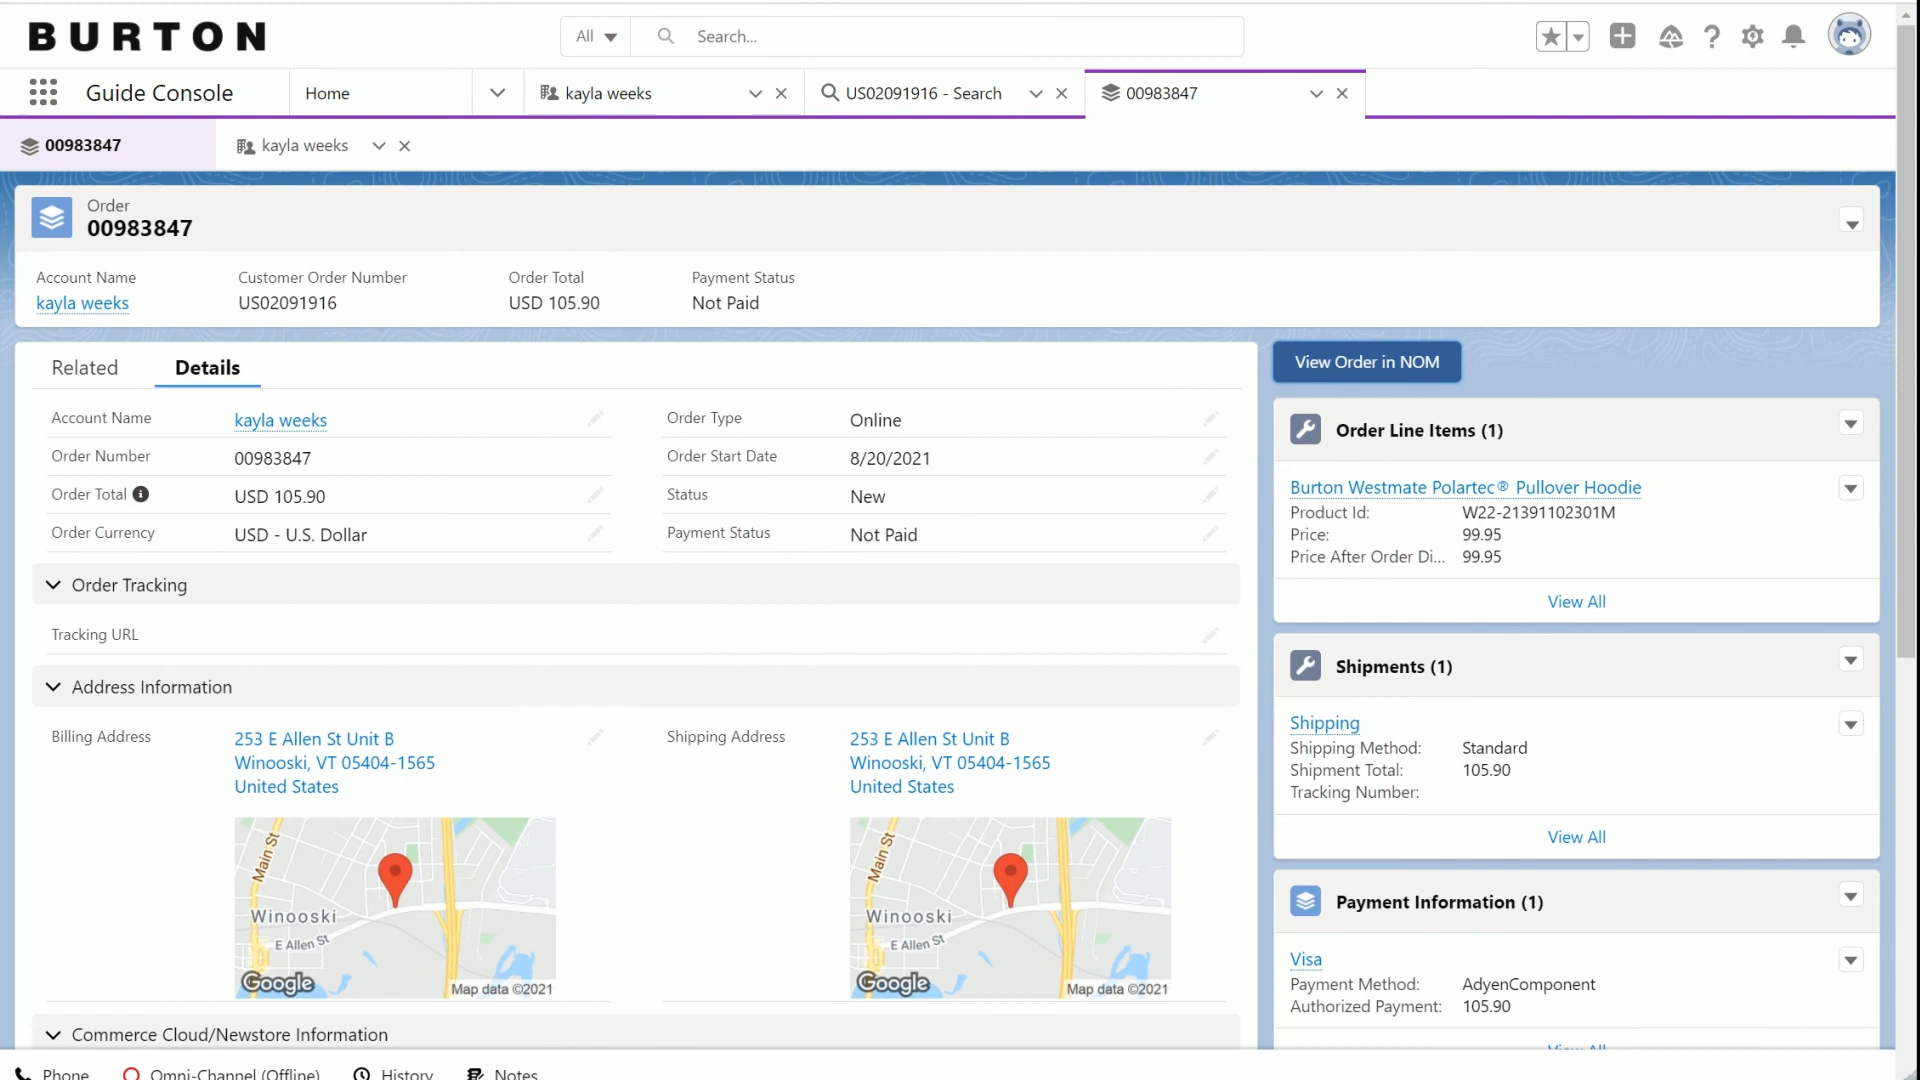 BURTON
All
Search...
Guide Console
Home
kayla weeks
US02091916 - Search
00983847
00983847
kayla weeks
Order
00983847
Account Name
kayla weeks
Customer Order Number
US02091916
Order Total
USD 105.90
Payment Status
Not Paid
Related
Details
Account Name
kayla weeks
Order Number
00983847
Order Total
USD 105.90
Order Currency
USD - U.S. Dollar
Order Type
Online
Order Start Date
8/20/2021
Status
New
Payment Status
Not Paid
Order Tracking
Tracking URL
Address Information
Billing Address
253 E Allen St Unit B
Winooski, VT 05404-1565
United States
Main St
Winooski
E Allen St
Google
Map data ©2021
Shipping Address
253 E Allen St Unit B
Winooski, VT 05404-1565
United States
Main St
Winooski
E Allen St
Google
Map data ©2021
Commerce Cloud/Newstore Information
View Order in NOM
Order Line Items (1)
Burton Westmate Polartec® Pullover Hoodie
Product Id: W22-21391102301M
Price: 99.95
Price After Order Di... 99.95
View All
Shipments (1)
Shipping
Shipping Method: Standard
Shipment Total: 105.90
Tracking Number:
View All
Payment Information (1)
Visa
Payment Method: AdyenComponent
Authorized Payment: 105.90
View All
Phone
Omni-Channel (Offline)
History
Notes